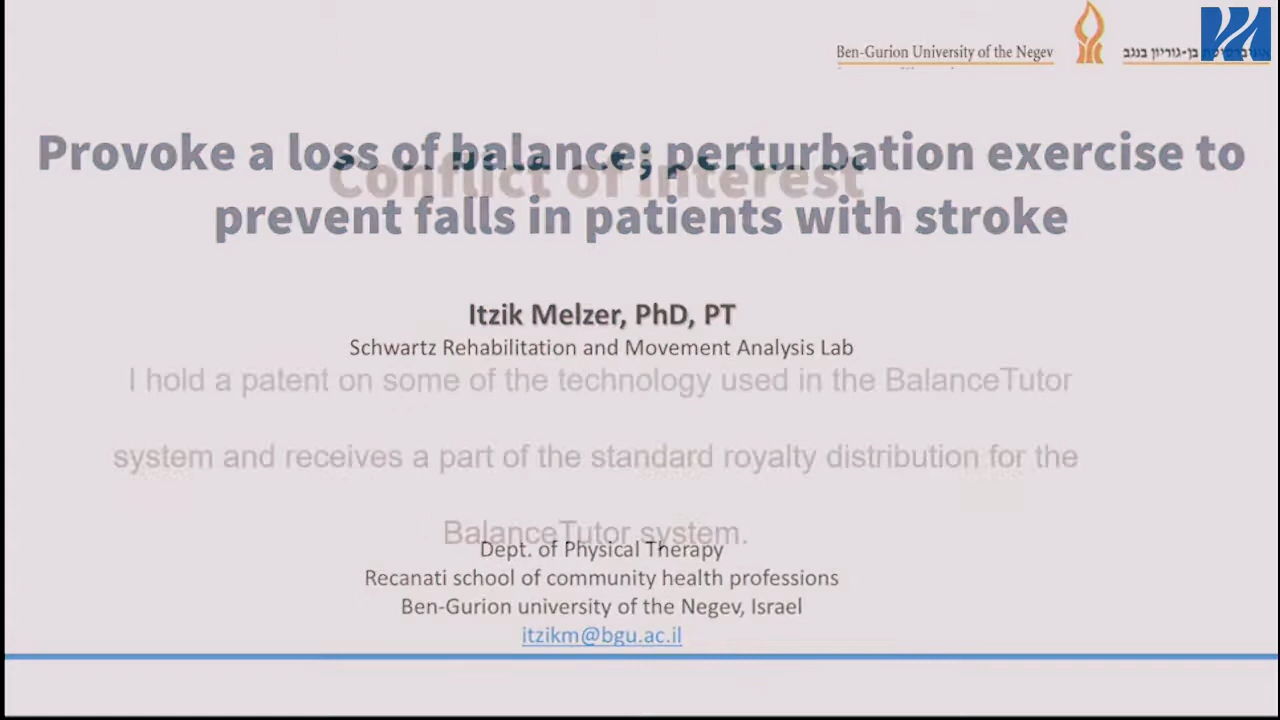 Ben-Gurion University of the Negev
אוניברסיטת בן-גוריון בנגב
Provoke a loss of balance; perturbation exercise to
Conflict of interest
prevent falls in patients with stroke
Itzik Melzer, PhD, PT
Schwartz Rehabilitation and Movement Analysis Lab
I hold a patent on some of the technology used in the BalanceTutor
system and receives a part of the standard royalty distribution for the
BalanceTutor system.
Dept. of Physical Therapy
Recanati school of community health professions
Ben-Gurion university of the Negev, Israel
itzikm@bgu.ac.il